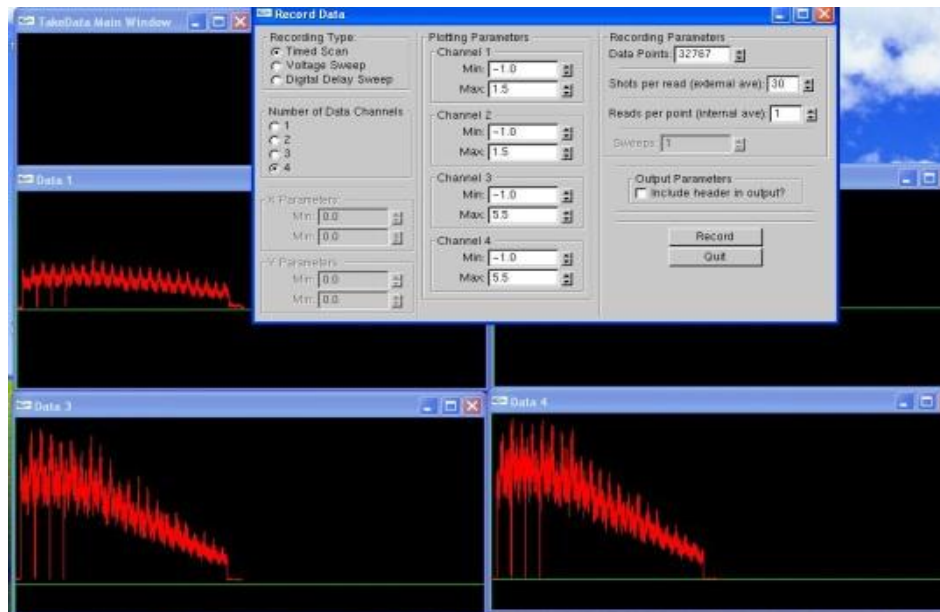 TakeData Main Window
Record Data
Recording Type:
Timed Scan
Voltage Sweep
Digital Delay Sweep
Number of Data Channels
1
2
3
4
X Parameters:
Min: 0.0
Min: 0.0
Y Parameters
Min: 0.0
Min: 0.0
Plotting Parameters
Channel 1
Min: -1.0
Max: 1.5
Channel 2
Min: -1.0
Max: 1.5
Channel 3
Min: -1.0
Max: 5.5
Channel 4
Min: -1.0
Max: 5.5
Recording Parameters
Data Points: 32767
Shots per read (external ave): 30
Reads per point (internal ave): 1
Sweeps: 1
Output Parameters
Include header in output?
Record
Quit
Data 1
Data 3
Data 4